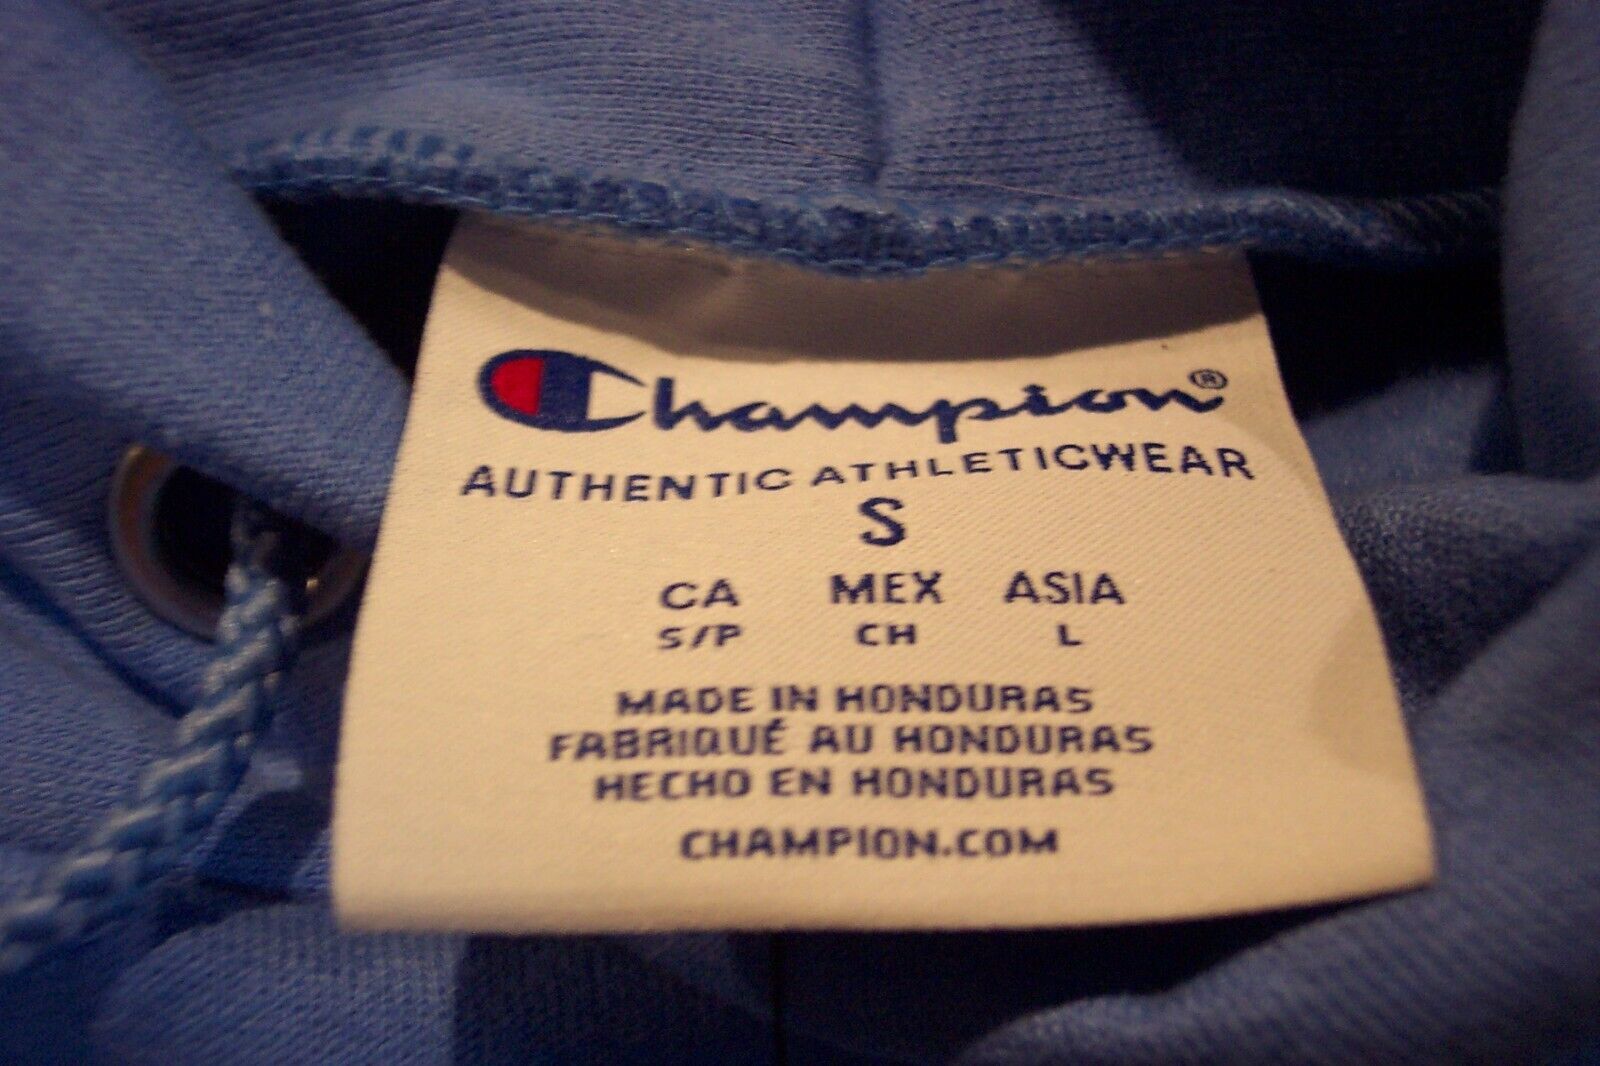 Champion®
AUTHENTIC ATHLETICWEAR
S
CA MEX ASIA
S/P CH L
MADE IN HONDURAS
FABRIQUÉ AU HONDURAS
HECHO EN HONDURAS
CHAMPION.COM